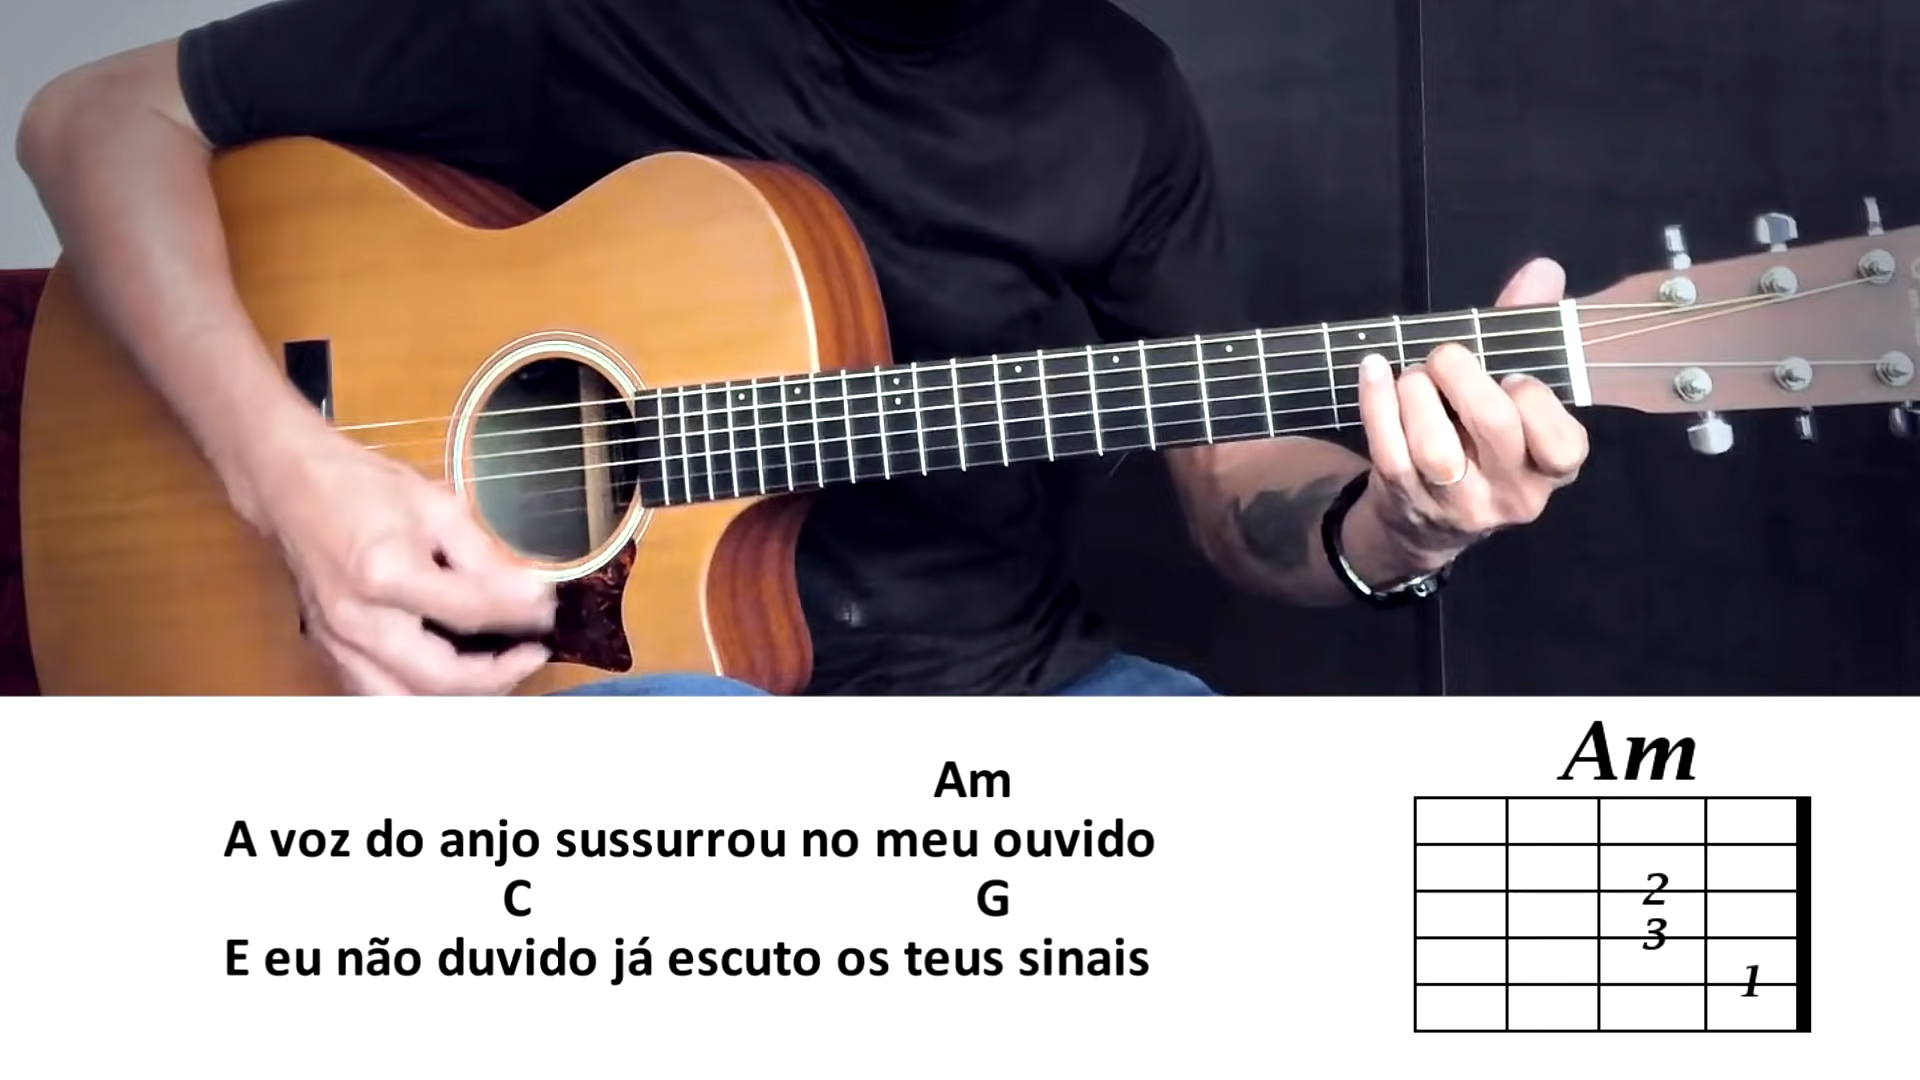 Am
A voz do anjo sussurrou no meu ouvido
C G
E eu não duvido já escuto os teus sinais
Am
2
3
1